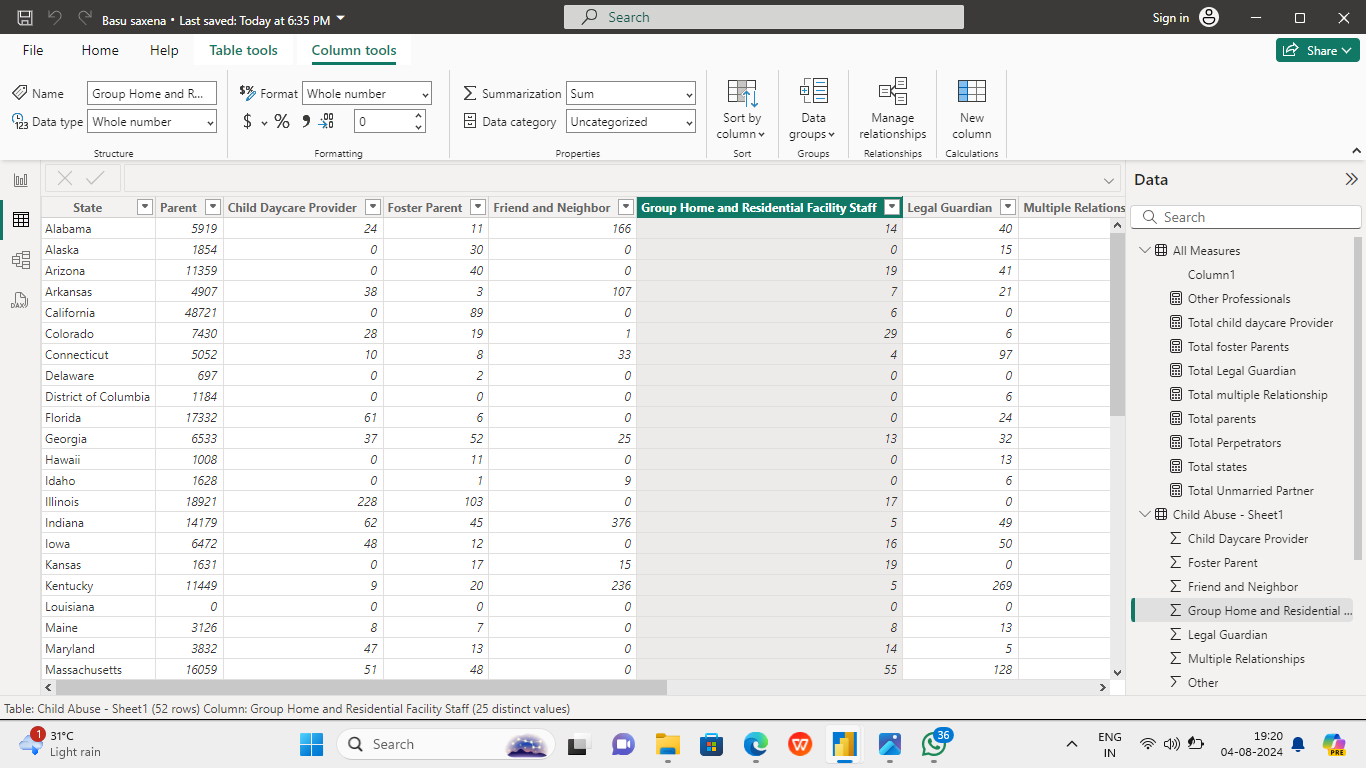 Basu saxena • Last saved: Today at 6:35 PM
Search
Sign in
File Home Help Table tools Column tools
Share
Name Group Home and R...
Data type Whole number
Structure
Format Whole number
$ % 0
Formatting
Summarization Sum
Data category Uncategorized
Properties
Sort by column
Sort
Data groups
Groups
Manage relationships
Relationships
New column
Calculations
State Parent Child Daycare Provider Foster Parent Friend and Neighbor Group Home and Residential Facility Staff Legal Guardian Multiple Relations
Alabama 5919 24 11 166 14 40
Alaska 1854 0 30 0 0 15
Arizona 11359 0 40 0 19 41
Arkansas 4907 38 3 107 7 21
California 48721 0 89 0 6 0
Colorado 7430 28 19 1 29 6
Connecticut 5052 10 8 33 4 97
Delaware 697 0 2 0 0 0
District of Columbia 1184 0 0 0 0 6
Florida 17332 61 6 0 0 24
Georgia 6533 37 52 25 13 32
Hawaii 1008 0 11 0 0 13
Idaho 1628 0 1 9 0 6
Illinois 18921 228 103 0 17 0
Indiana 14179 62 45 376 5 49
Iowa 6472 48 12 0 16 50
Kansas 1631 0 17 15 19 0
Kentucky 11449 9 20 236 5 269
Louisiana 0 0 0 0 0 0
Maine 3126 8 7 0 8 13
Maryland 3832 47 13 0 14 5
Massachusetts 16059 51 48 0 55 128
Data
Search
All Measures
Column1
Other Professionals
Total child daycare Provider
Total foster Parents
Total Legal Guardian
Total multiple Relationship
Total parents
Total Perpetrators
Total states
Total Unmarried Partner
Child Abuse - Sheet1
Child Daycare Provider
Foster Parent
Friend and Neighbor
Group Home and Residential ...
Legal Guardian
Multiple Relationships
Other
Table: Child Abuse - Sheet1 (52 rows) Column: Group Home and Residential Facility Staff (25 distinct values)
1
31°C
Light rain
Search
36
ENG
IN
19:20
04-08-2024
PRE